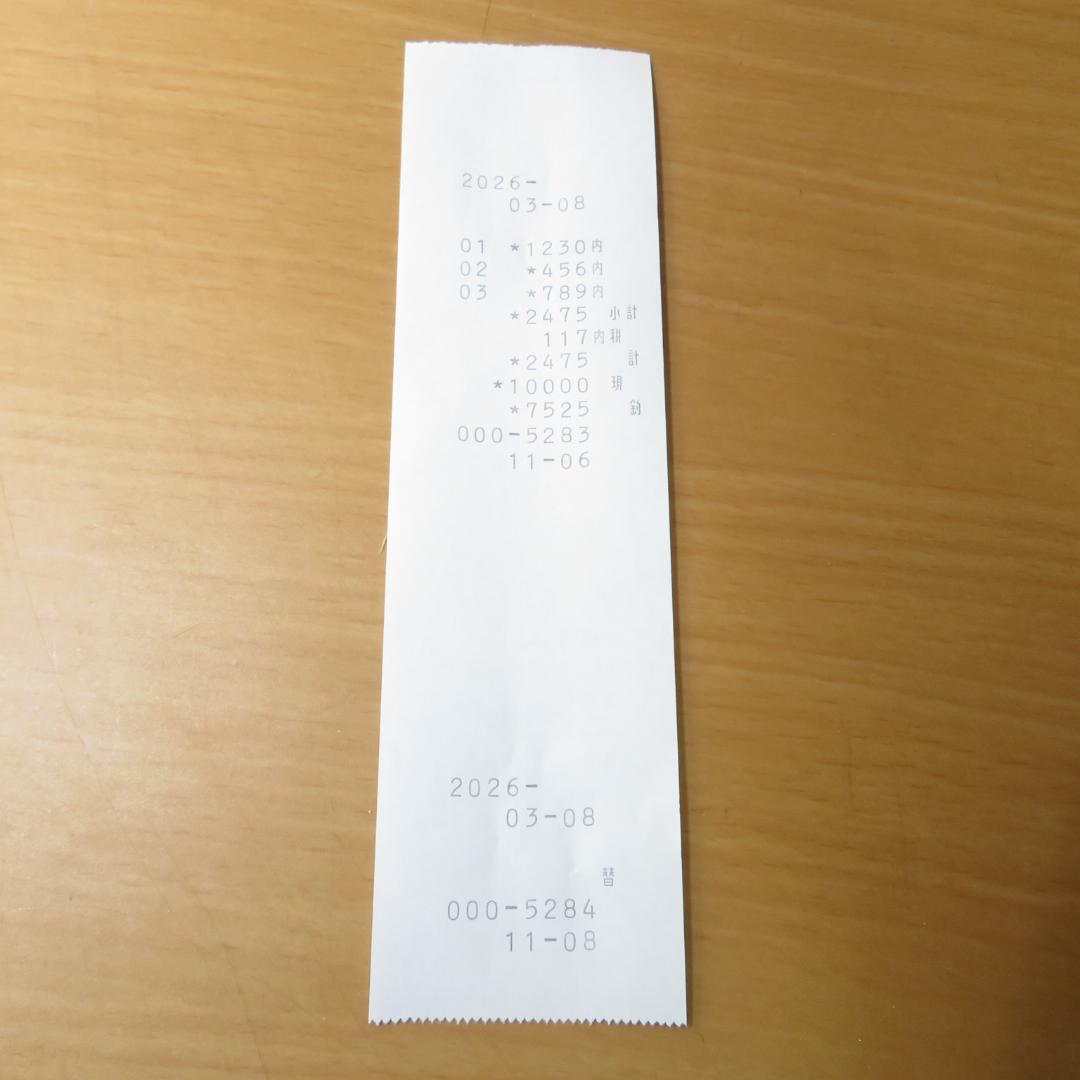 2026-
03-08
01 *1230内
02 *456内
03 *789内
*2475 小計
117内税
*2475 計
*10000 現
*7525 釣
000-5283
11-06
2026-
03-08
替
000-5284
11-08